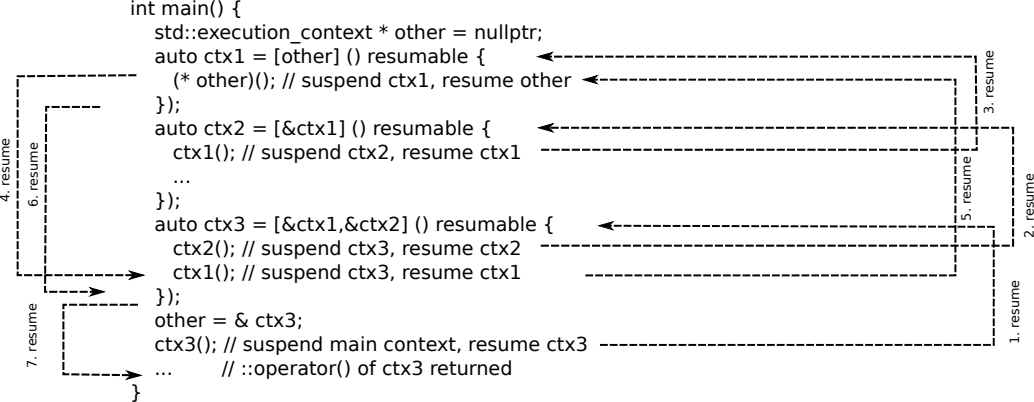 int main() {
std::execution_context * other = nullptr;
auto ctx1 = [other] () resumable {
(* other)(); // suspend ctx1, resume other
});
auto ctx2 = [&ctx1] () resumable {
ctx1(); // suspend ctx2, resume ctx1
...
});
auto ctx3 = [&ctx1,&ctx2] () resumable {
ctx2(); // suspend ctx3, resume ctx2
ctx1(); // suspend ctx3, resume ctx1
});
other = & ctx3;
ctx3(); // suspend main context, resume ctx3
... // ::operator() of ctx3 returned
}
4. resume
6. resume
7. resume
3. resume
5. resume
2. resume
1. resume